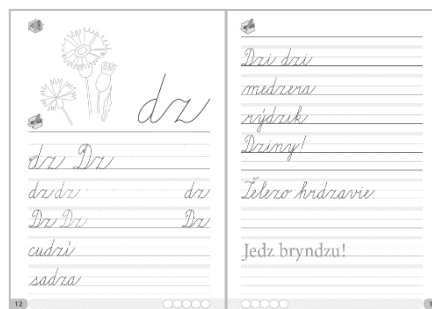 dz
dz Dz
dz dz dz
Dz Dz Dz
cudzí
sadza
12
Dzi dzi
medzera
rýdzik
Dziny!
Železo hrdzavie.
Jedz bryndzu!